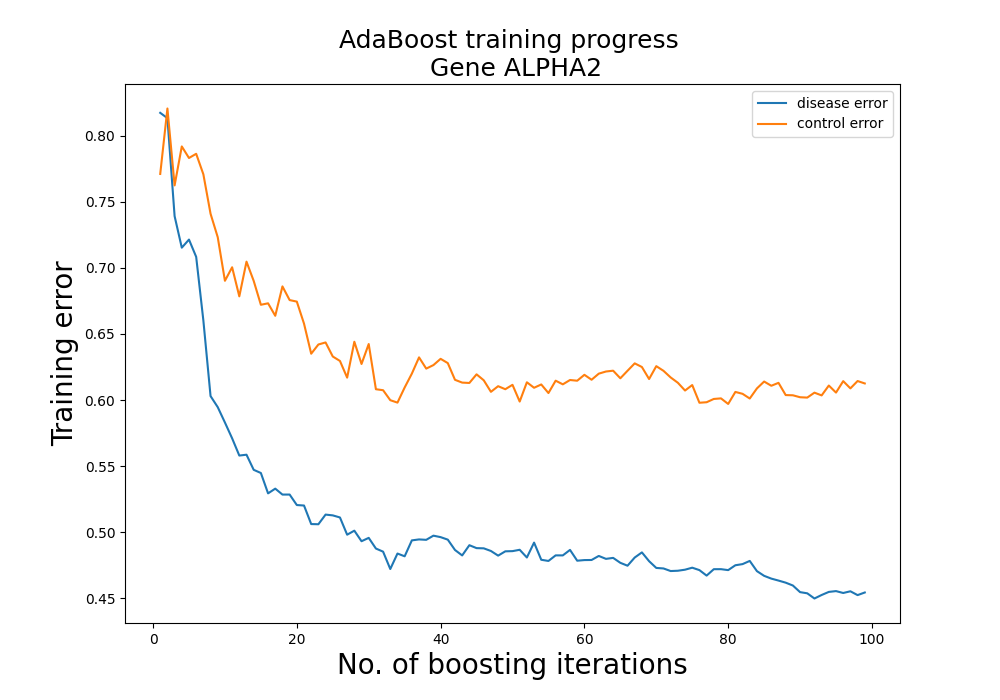 AdaBoost training progress
Gene ALPHA2
disease error
control error
Training error
0.80
0.75
0.70
0.65
0.60
0.55
0.50
0.45
0 20 40 60 80 100
No. of boosting iterations